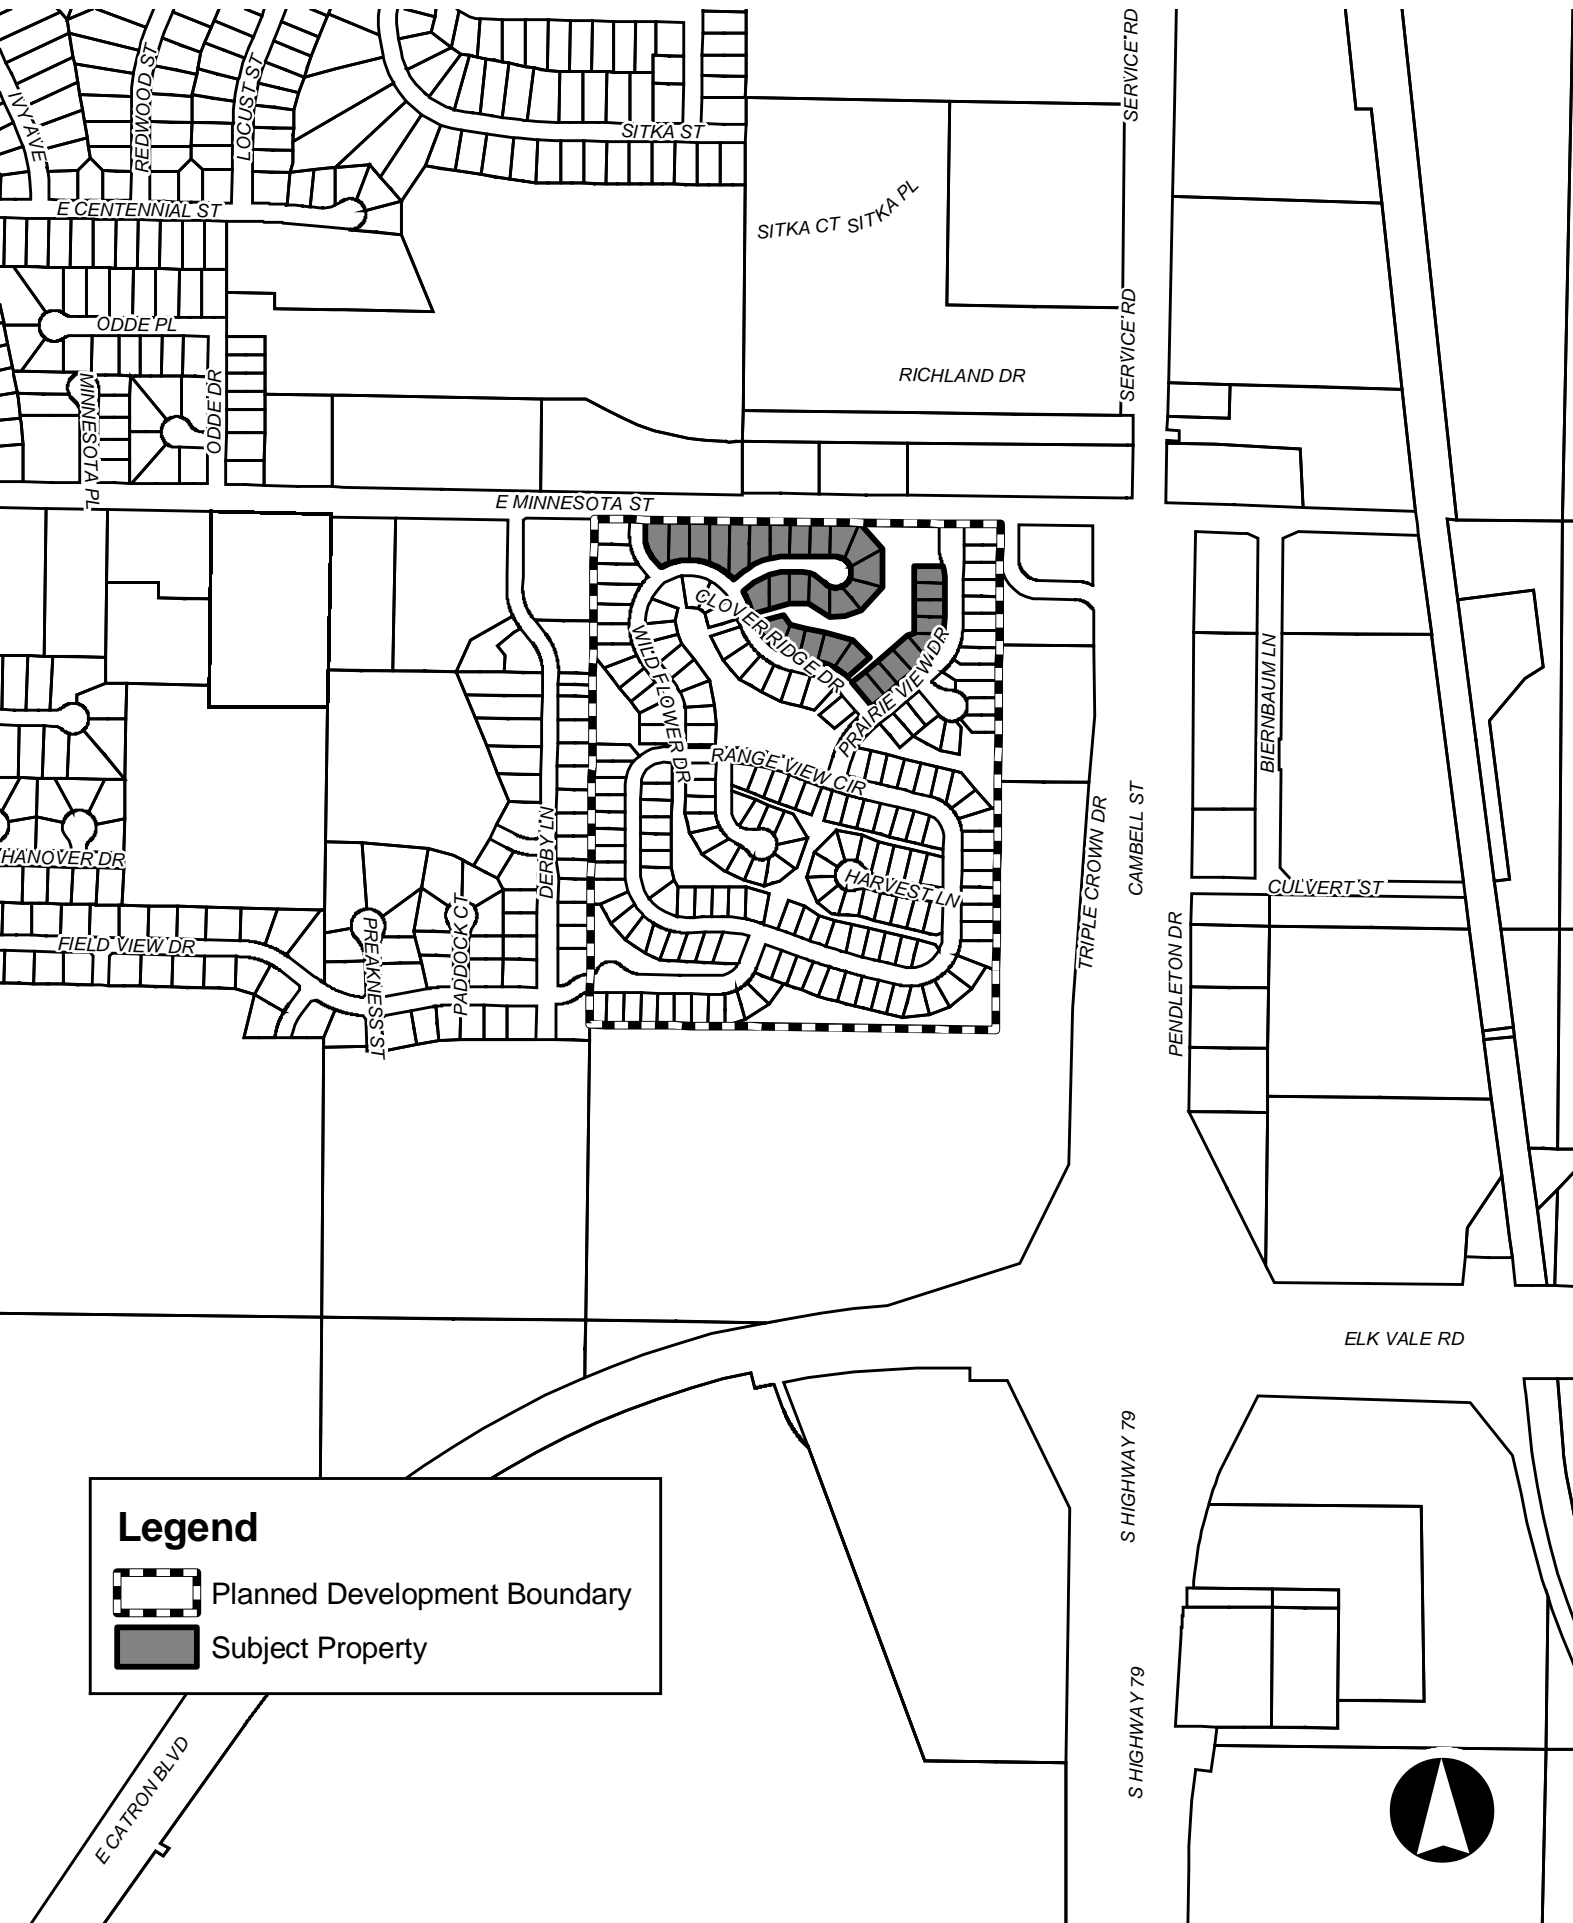 SERVICE RD
IVY AVE
REDWOOD ST
LOCUST ST
SITKA ST
E CENTENNIAL ST
SITKA CT
SITKA PL
ODDE PL
SERVICE RD
MINNESOTA PL
ODDE DR
RICHLAND DR
E MINNESOTA ST
CLOVERRIDGE DR
WILD FLOWER DR
PRAIRIE VIEW DR
BIERNBAUM LN
RANGE VIEW CIR
DERBY LN
TRIPLE CROWN DR
CAMBELL ST
HANOVER DR
HARVEST LN
CULVERT ST
FIELD VIEW DR
PREAKNESS ST
PADDOCK CT
PENDLETON DR
ELK VALE RD
S HIGHWAY 79
Legend
Planned Development Boundary
Subject Property
S HIGHWAY 79
E CATRON BLVD